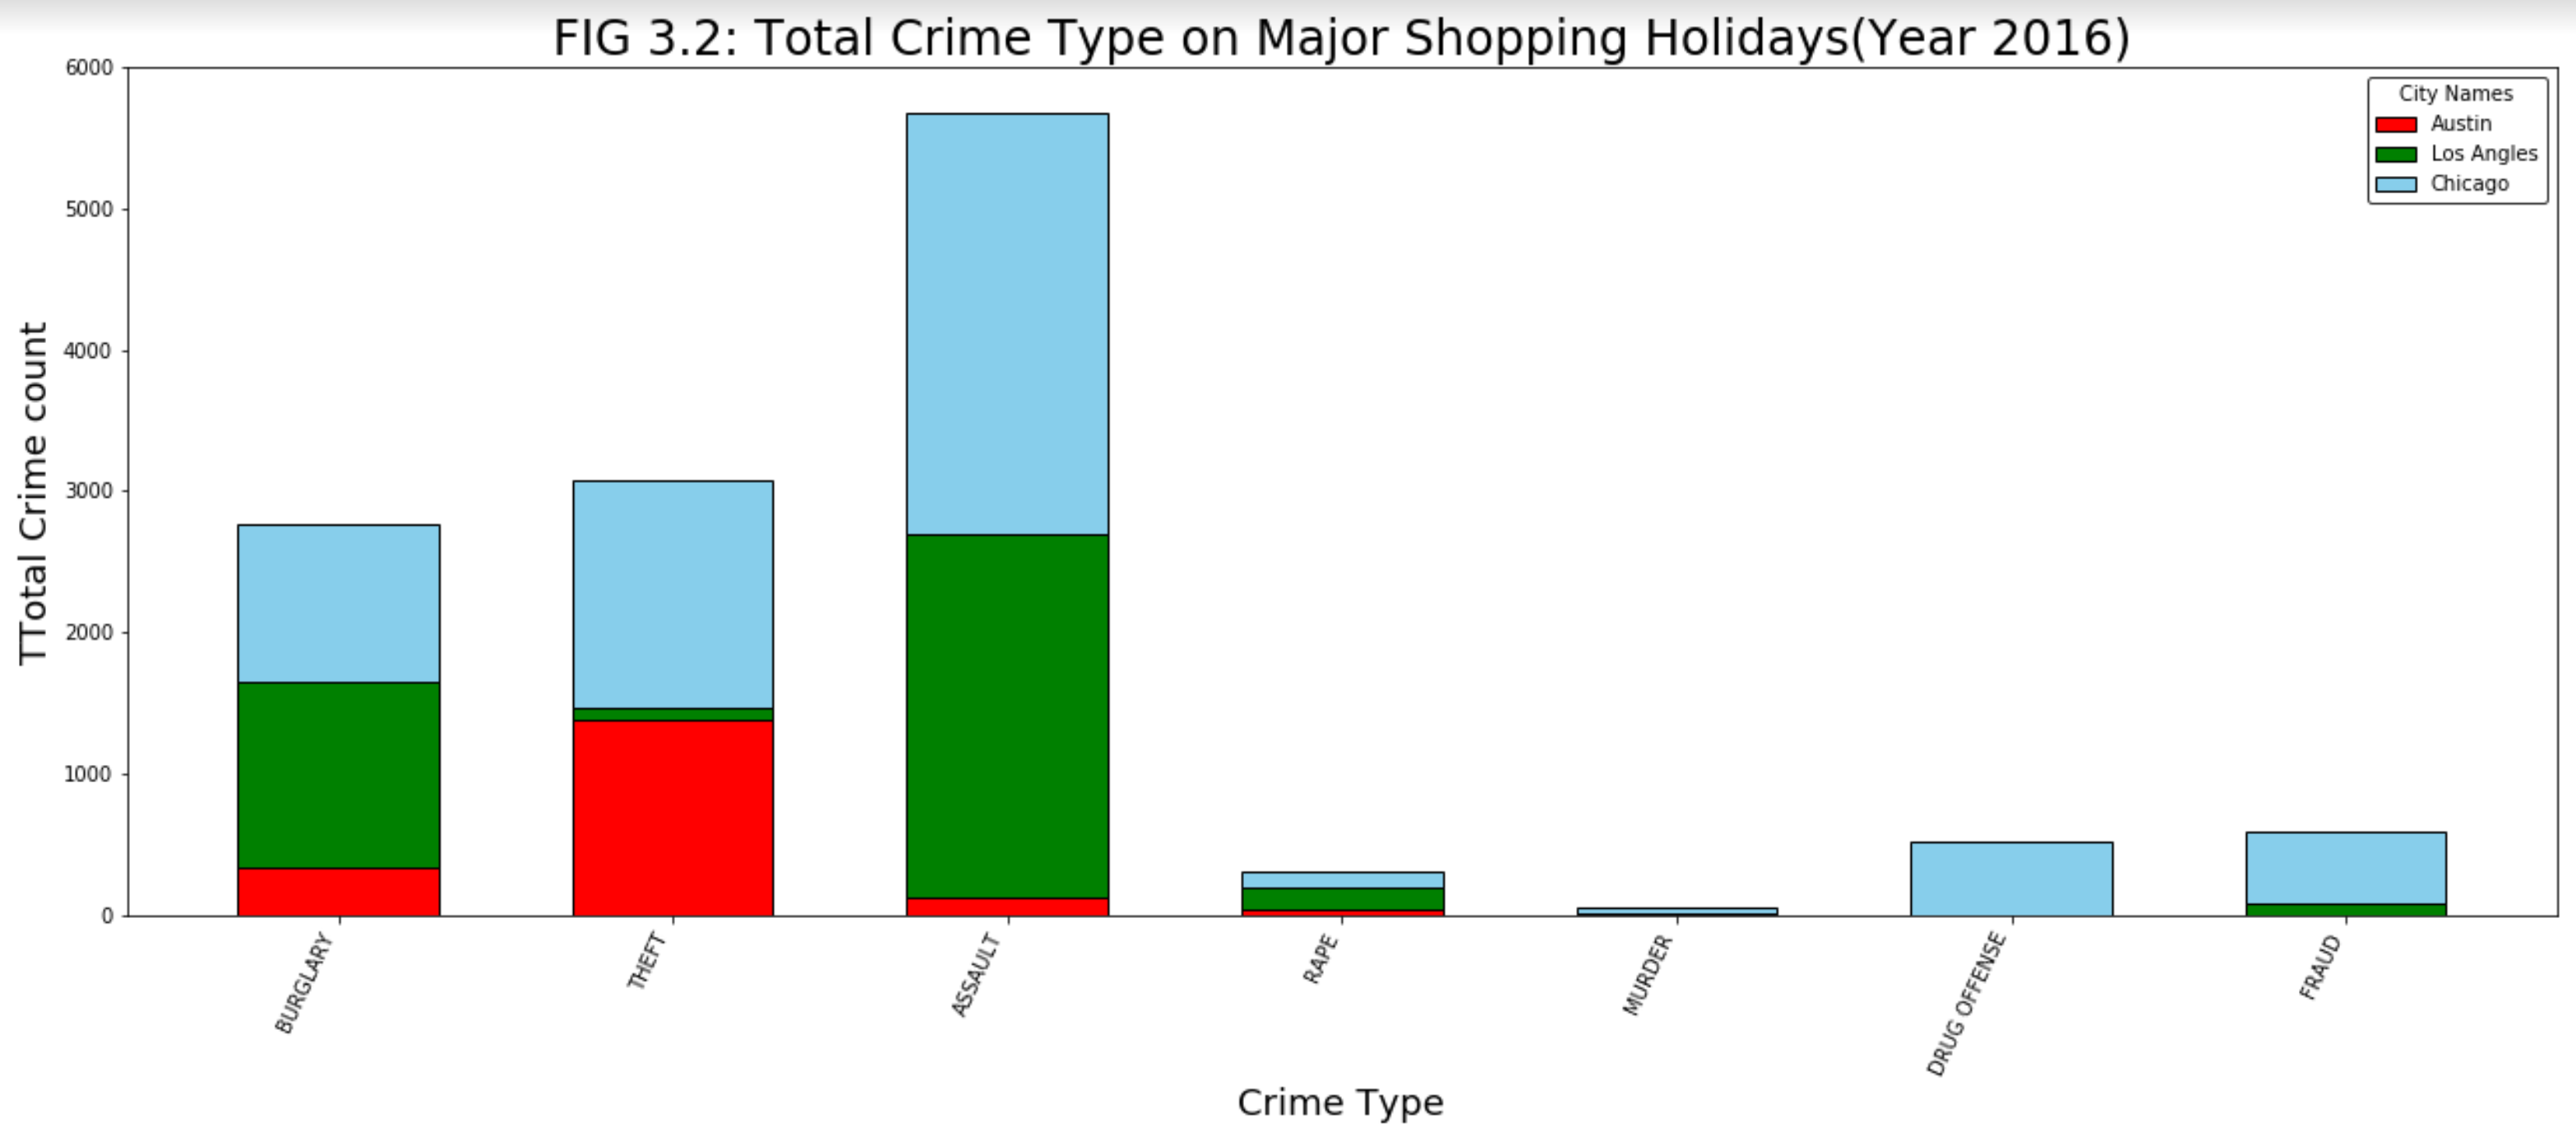 FIG 3.2: Total Crime Type on Major Shopping Holidays(Year 2016)
City Names
Austin
Los Angles
Chicago
TTotal Crime count
6000
5000
4000
3000
2000
1000
0
BURGLARY
THEFT
ASSAULT
RAPE
MURDER
DRUG OFFENSE
FRAUD
Crime Type